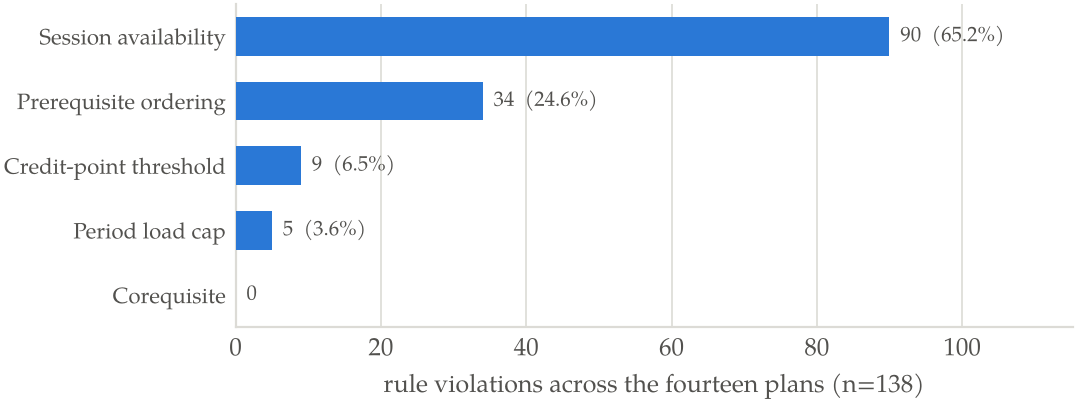 Session availability 90 (65.2%)
Prerequisite ordering 34 (24.6%)
Credit-point threshold 9 (6.5%)
Period load cap 5 (3.6%)
Corequisite 0
0 20 40 60 80 100
rule violations across the fourteen plans (n=138)